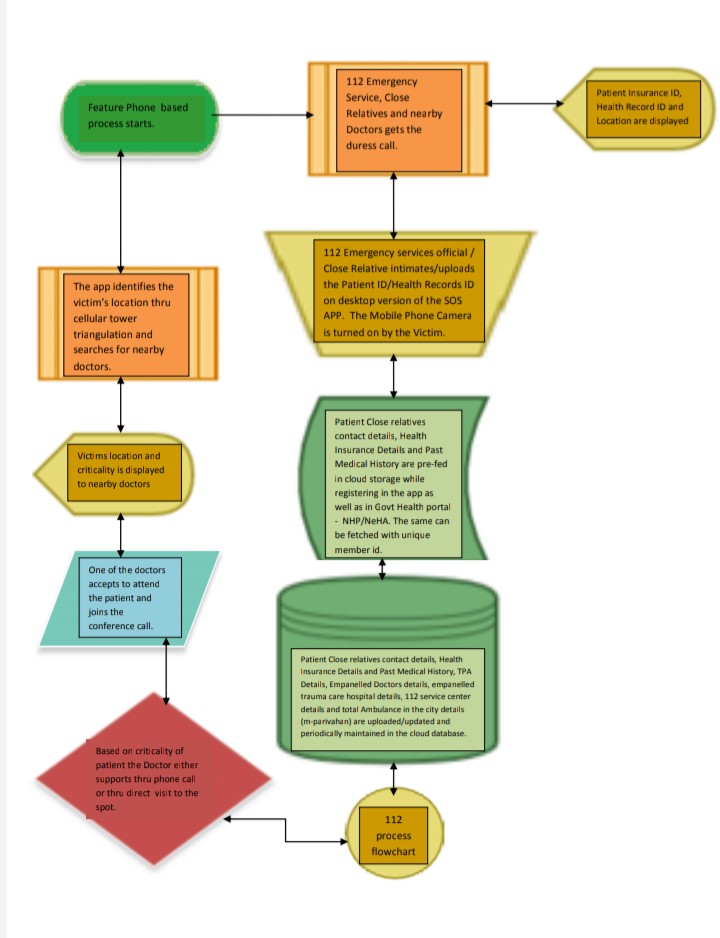 Feature Phone based
process starts.
112 Emergency
Service, Close
Relatives and nearby
Doctors gets the
duress call.
Patient Insurance ID,
Health Record ID and
Location are displayed
112 Emergency services official /
Close Relative intimates/uploads
the Patient ID/Health Records ID
on desktop version of the SOS
APP. The Mobile Phone Camera
is turned on by the Victim.
The app identifies the
victim's location thru
cellular tower
triangulation and
searches for nearby
doctors.
Patient Close relatives
contact details, Health
Insurance Details and Past
Medical History are pre-fed
in cloud storage while
registering in the app as
well as in Govt Health portal
- NHP/NeHA. The same can
be fetched with unique
member id.
Victims location and
criticality is displayed
to nearby doctors
One of the doctors
accepts to attend
the patient and
joins the
conference call.
Patient Close relatives contact details, Health
Insurance Details and Past Medical History, TPA
Details, Empanelled Doctors details, empanelled
trauma care hospital details, 112 service center
details and total Ambulance in the city details
(m-parivahan) are uploaded/updated and
periodically maintained in the cloud database.
Based on criticality of
patient the Doctor either
supports thru phone call
or thru direct visit to the
spot.
112
process
flowchart